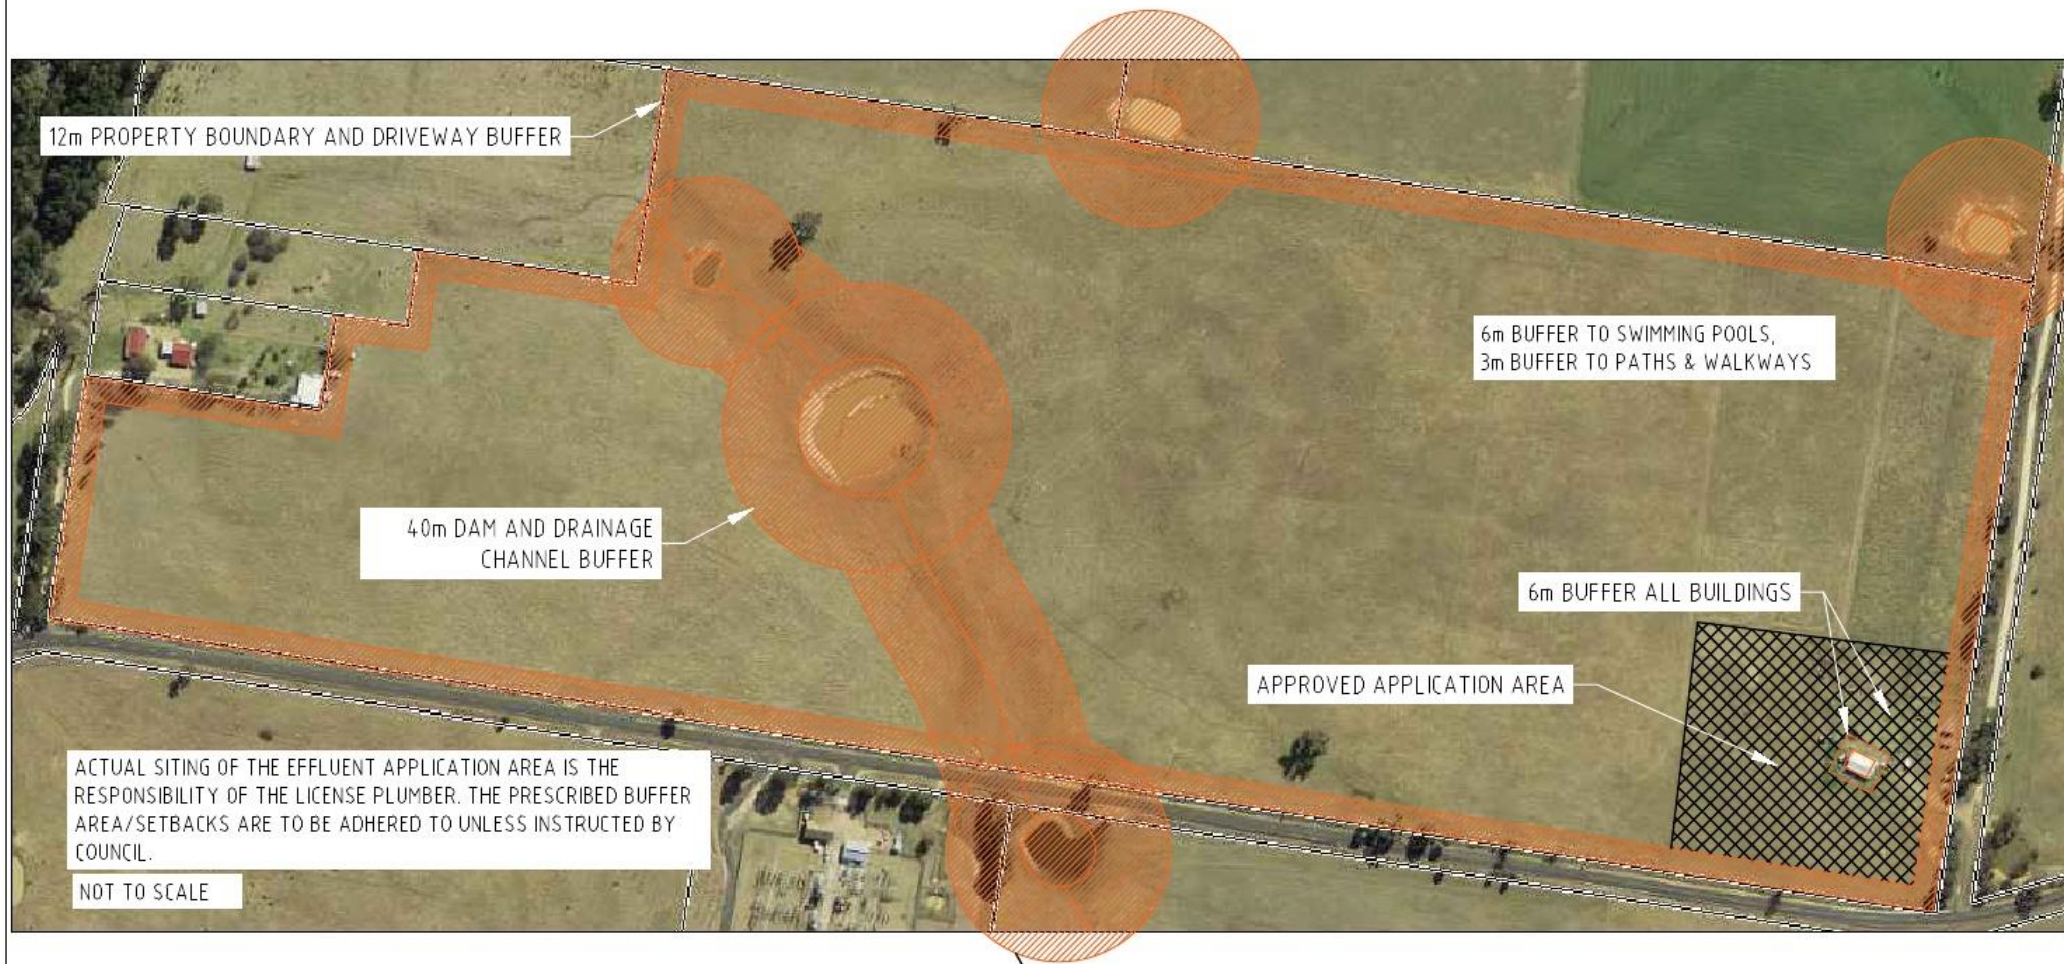 12m PROPERTY BOUNDARY AND DRIVEWAY BUFFER
6m BUFFER TO SWIMMING POOLS,
3m BUFFER TO PATHS & WALKWAYS
40m DAM AND DRAINAGE
CHANNEL BUFFER
6m BUFFER ALL BUILDINGS
APPROVED APPLICATION AREA
ACTUAL SITING OF THE EFFLUENT APPLICATION AREA IS THE
RESPONSIBILITY OF THE LICENSE PLUMBER. THE PRESCRIBED BUFFER
AREA/SETBACKS ARE TO BE ADHERED TO UNLESS INSTRUCTED BY
COUNCIL.
NOT TO SCALE